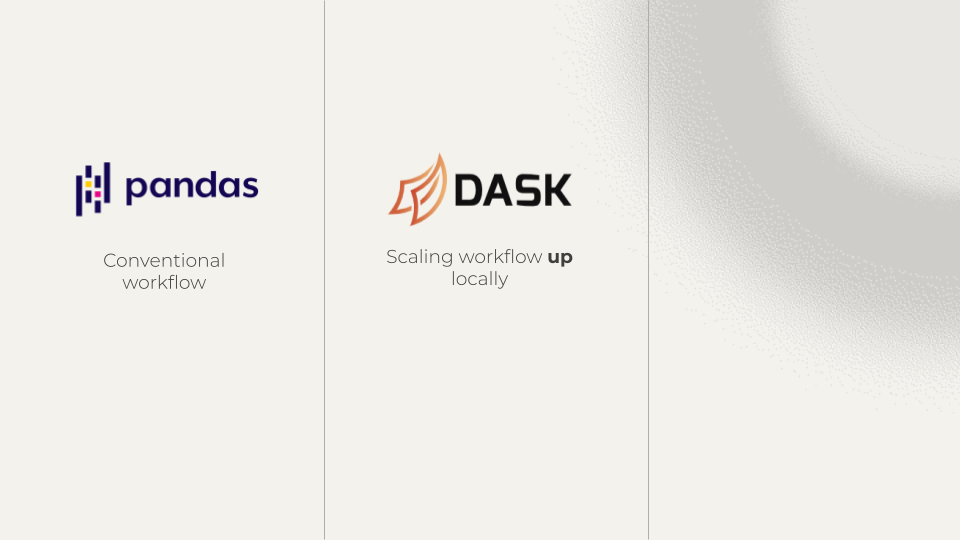 pandas
Conventional
workflow
DASK
Scaling workflow up
locally